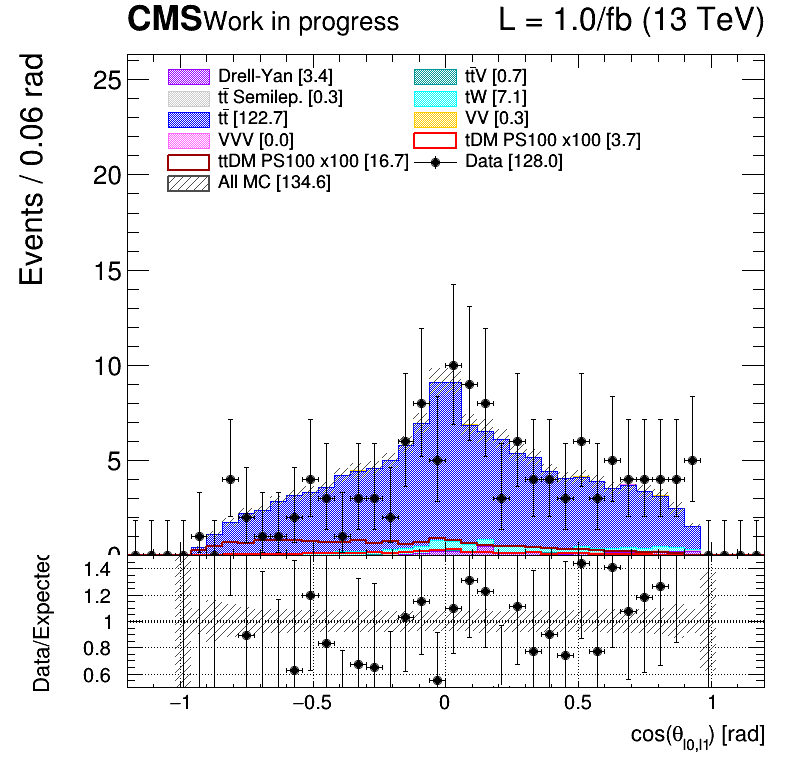 CMS Work in progress L = 1.0/fb (13 TeV)
Events / 0.06 rad
25
20
15
10
5
0
Drell-Yan [3.4]
tt̄V [0.7]
tt̄ Semilep. [0.3]
tW [7.1]
tt̄ [122.7]
VV [0.3]
VVV [0.0]
tDM PS100 x100 [3.7]
ttDM PS100 x100 [16.7]
Data [128.0]
All MC [134.6]
Data/Expected
1.4
1.2
1
0.8
0.6
−1 −0.5 0 0.5 1
cos(θl0,l1) [rad]